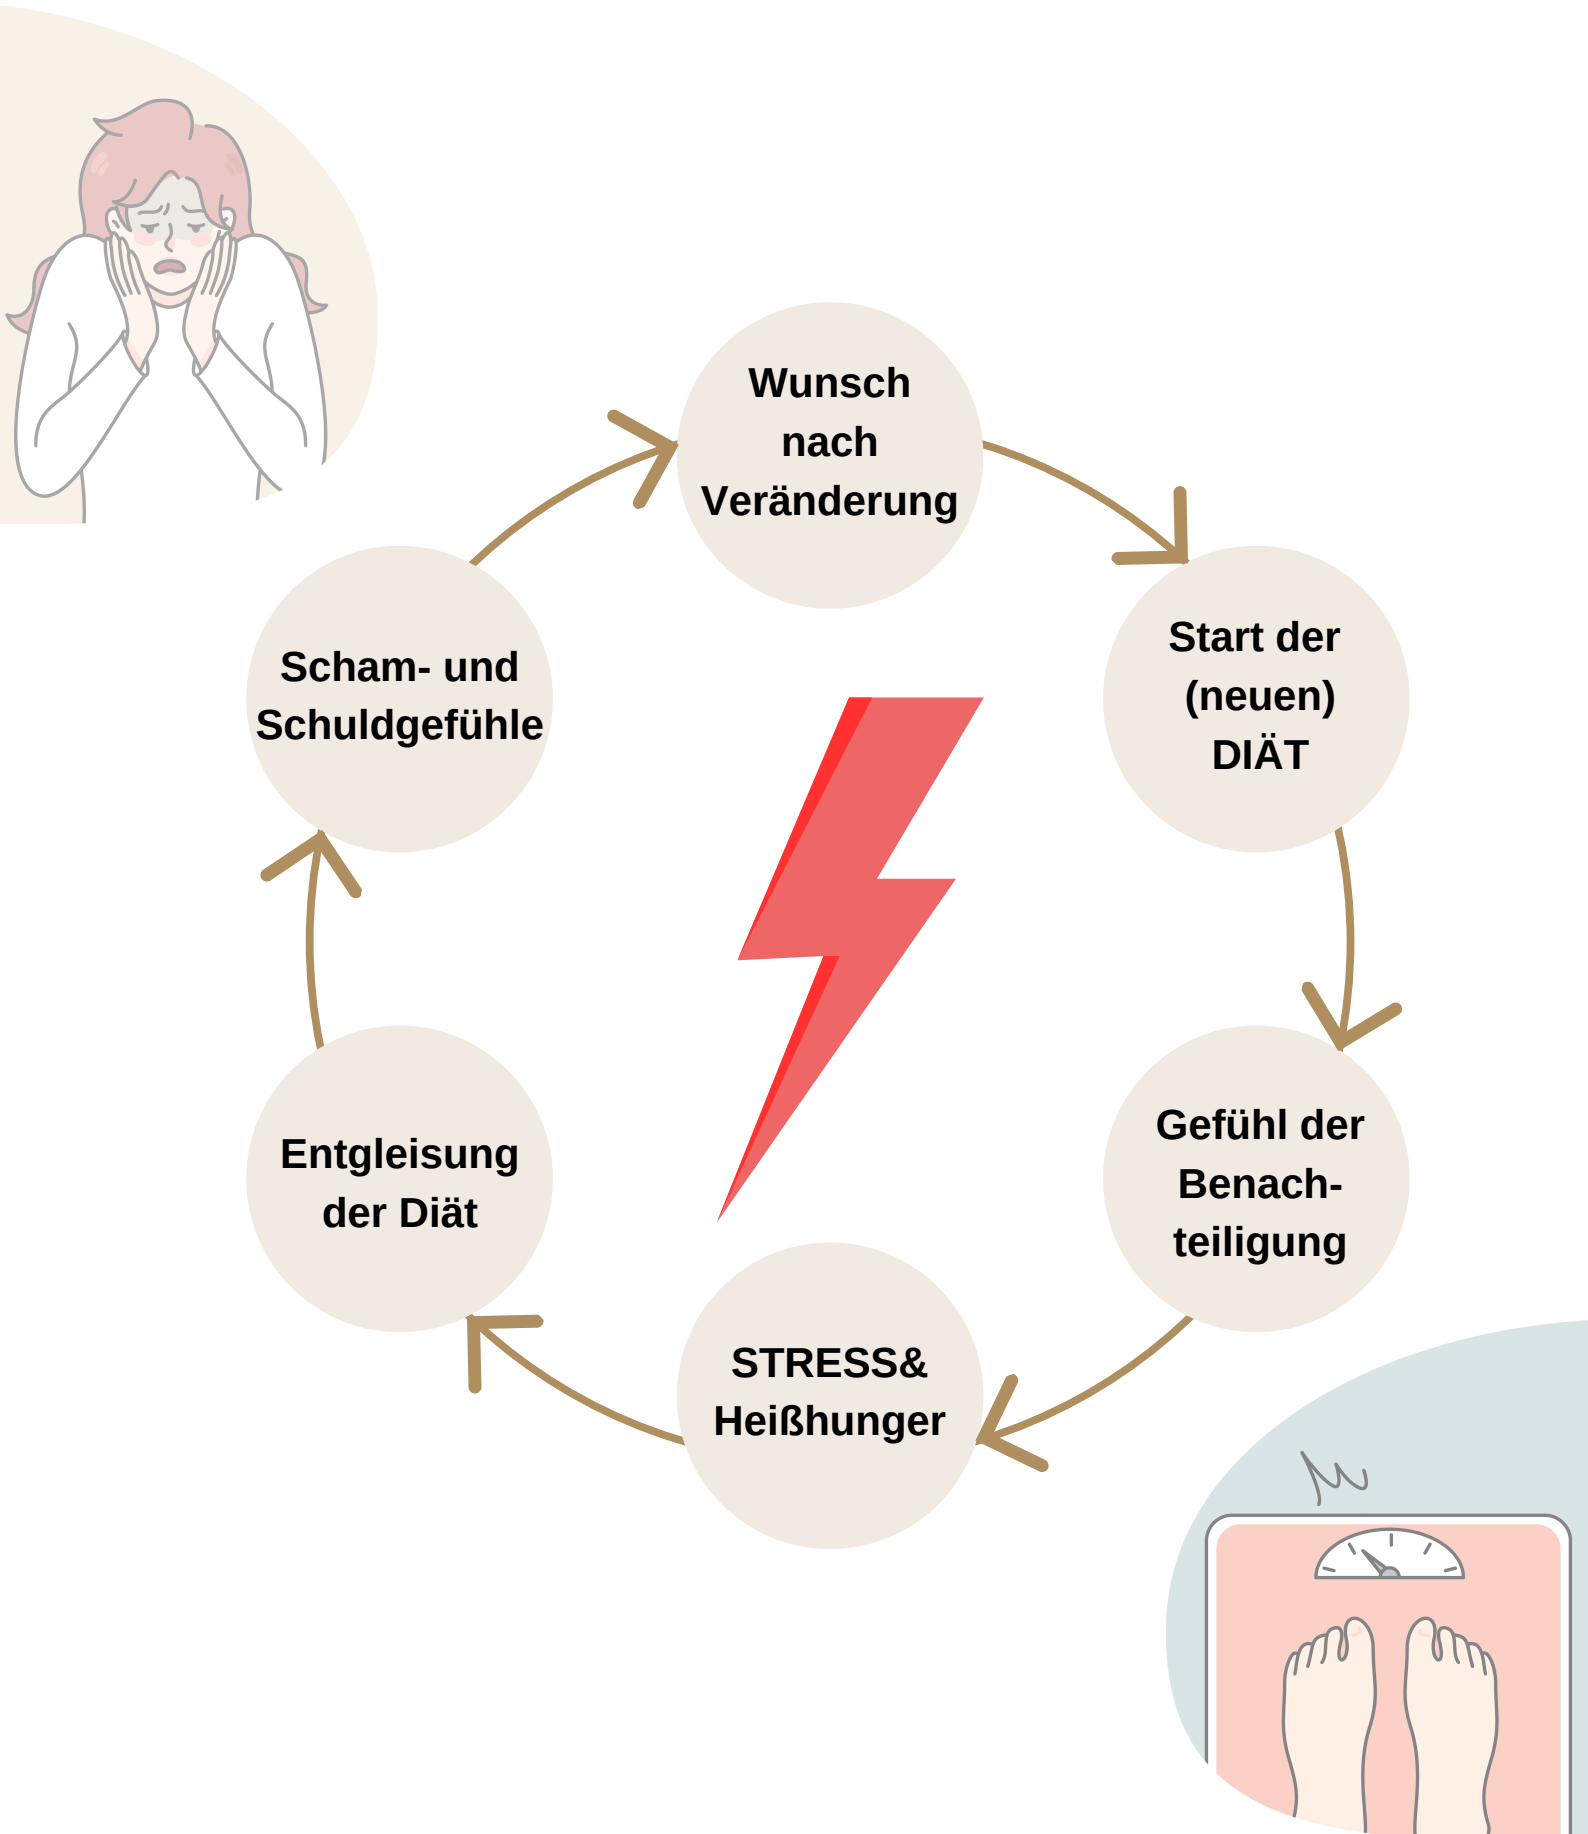 Wunsch
nach
Veränderung
Start der
(neuen)
DIÄT
Gefühl der
Benach-
teiligung
STRESS&
Heißhunger
Entgleisung
der Diät
Scham- und
Schuldgefühle